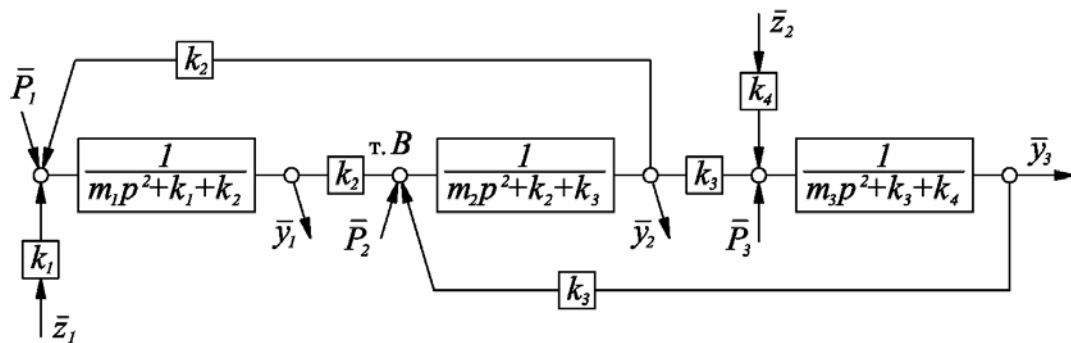 z̄₂
k₂
P̄₁
k₄
1
m₁p²+k₁+k₂
k₂
т. B
1
m₂p²+k₂+k₃
k₃
1
m₃p²+k₃+k₄
ȳ₃
k₁
ȳ₁
P̄₂
ȳ₂
P̄₃
k₃
z̄₁